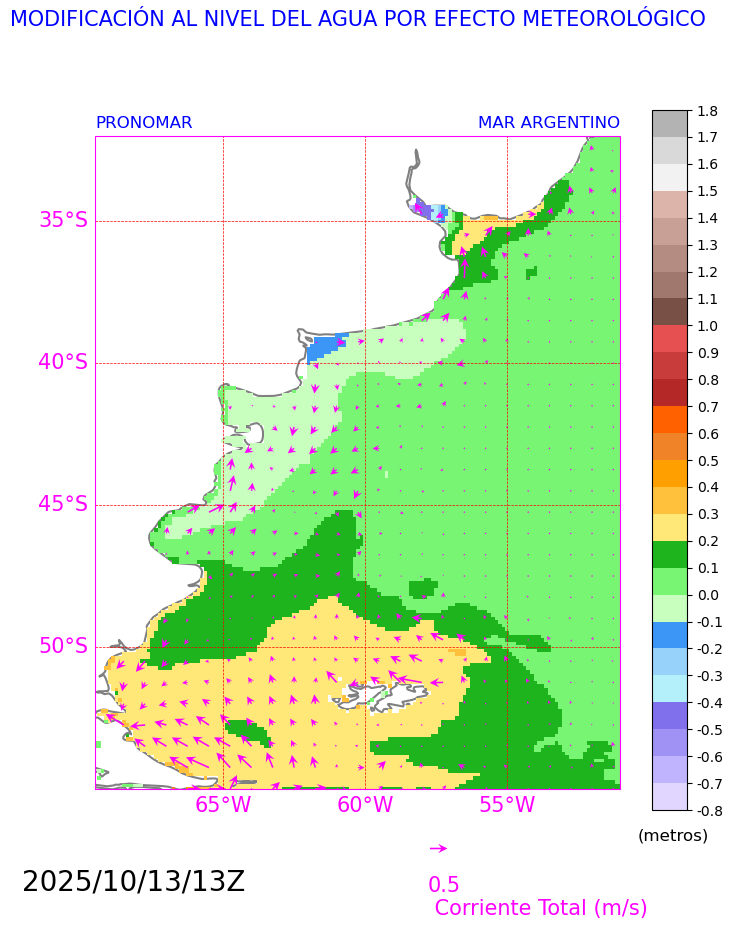 MODIFICACIÓN AL NIVEL DEL AGUA POR EFECTO METEOROLÓGICO
PRONOMAR MAR ARGENTINO
35°S
40°S
45°S
50°S
65°W 60°W 55°W
1.8
1.7
1.6
1.5
1.4
1.3
1.2
1.1
1.0
0.9
0.8
0.7
0.6
0.5
0.4
0.3
0.2
0.1
0.0
-0.1
-0.2
-0.3
-0.4
-0.5
-0.6
-0.7
-0.8
(metros)
2025/10/13/13Z
0.5
Corriente Total (m/s)